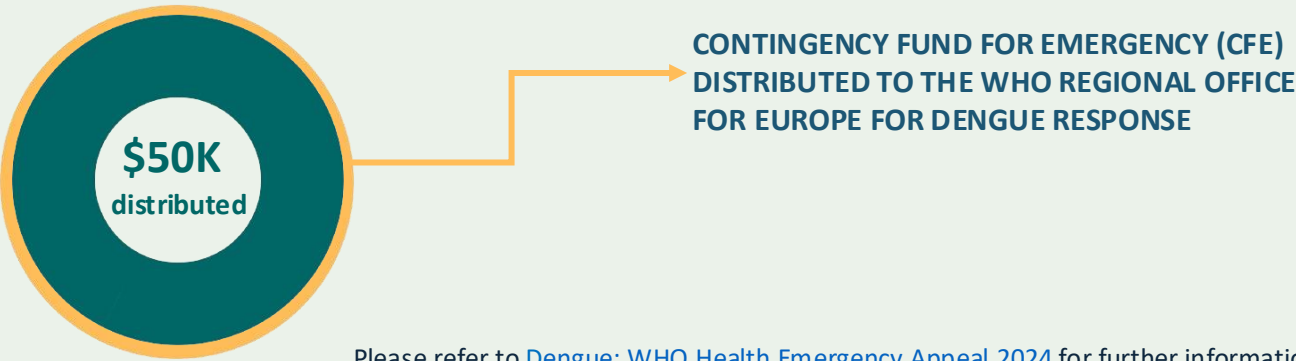 $50K
distributed
CONTINGENCY FUND FOR EMERGENCY (CFE)
DISTRIBUTED TO THE WHO REGIONAL OFFICE
FOR EUROPE FOR DENGUE RESPONSE
Please refer to Dengue: WHO Health Emergency Appeal 2024 for further informatio